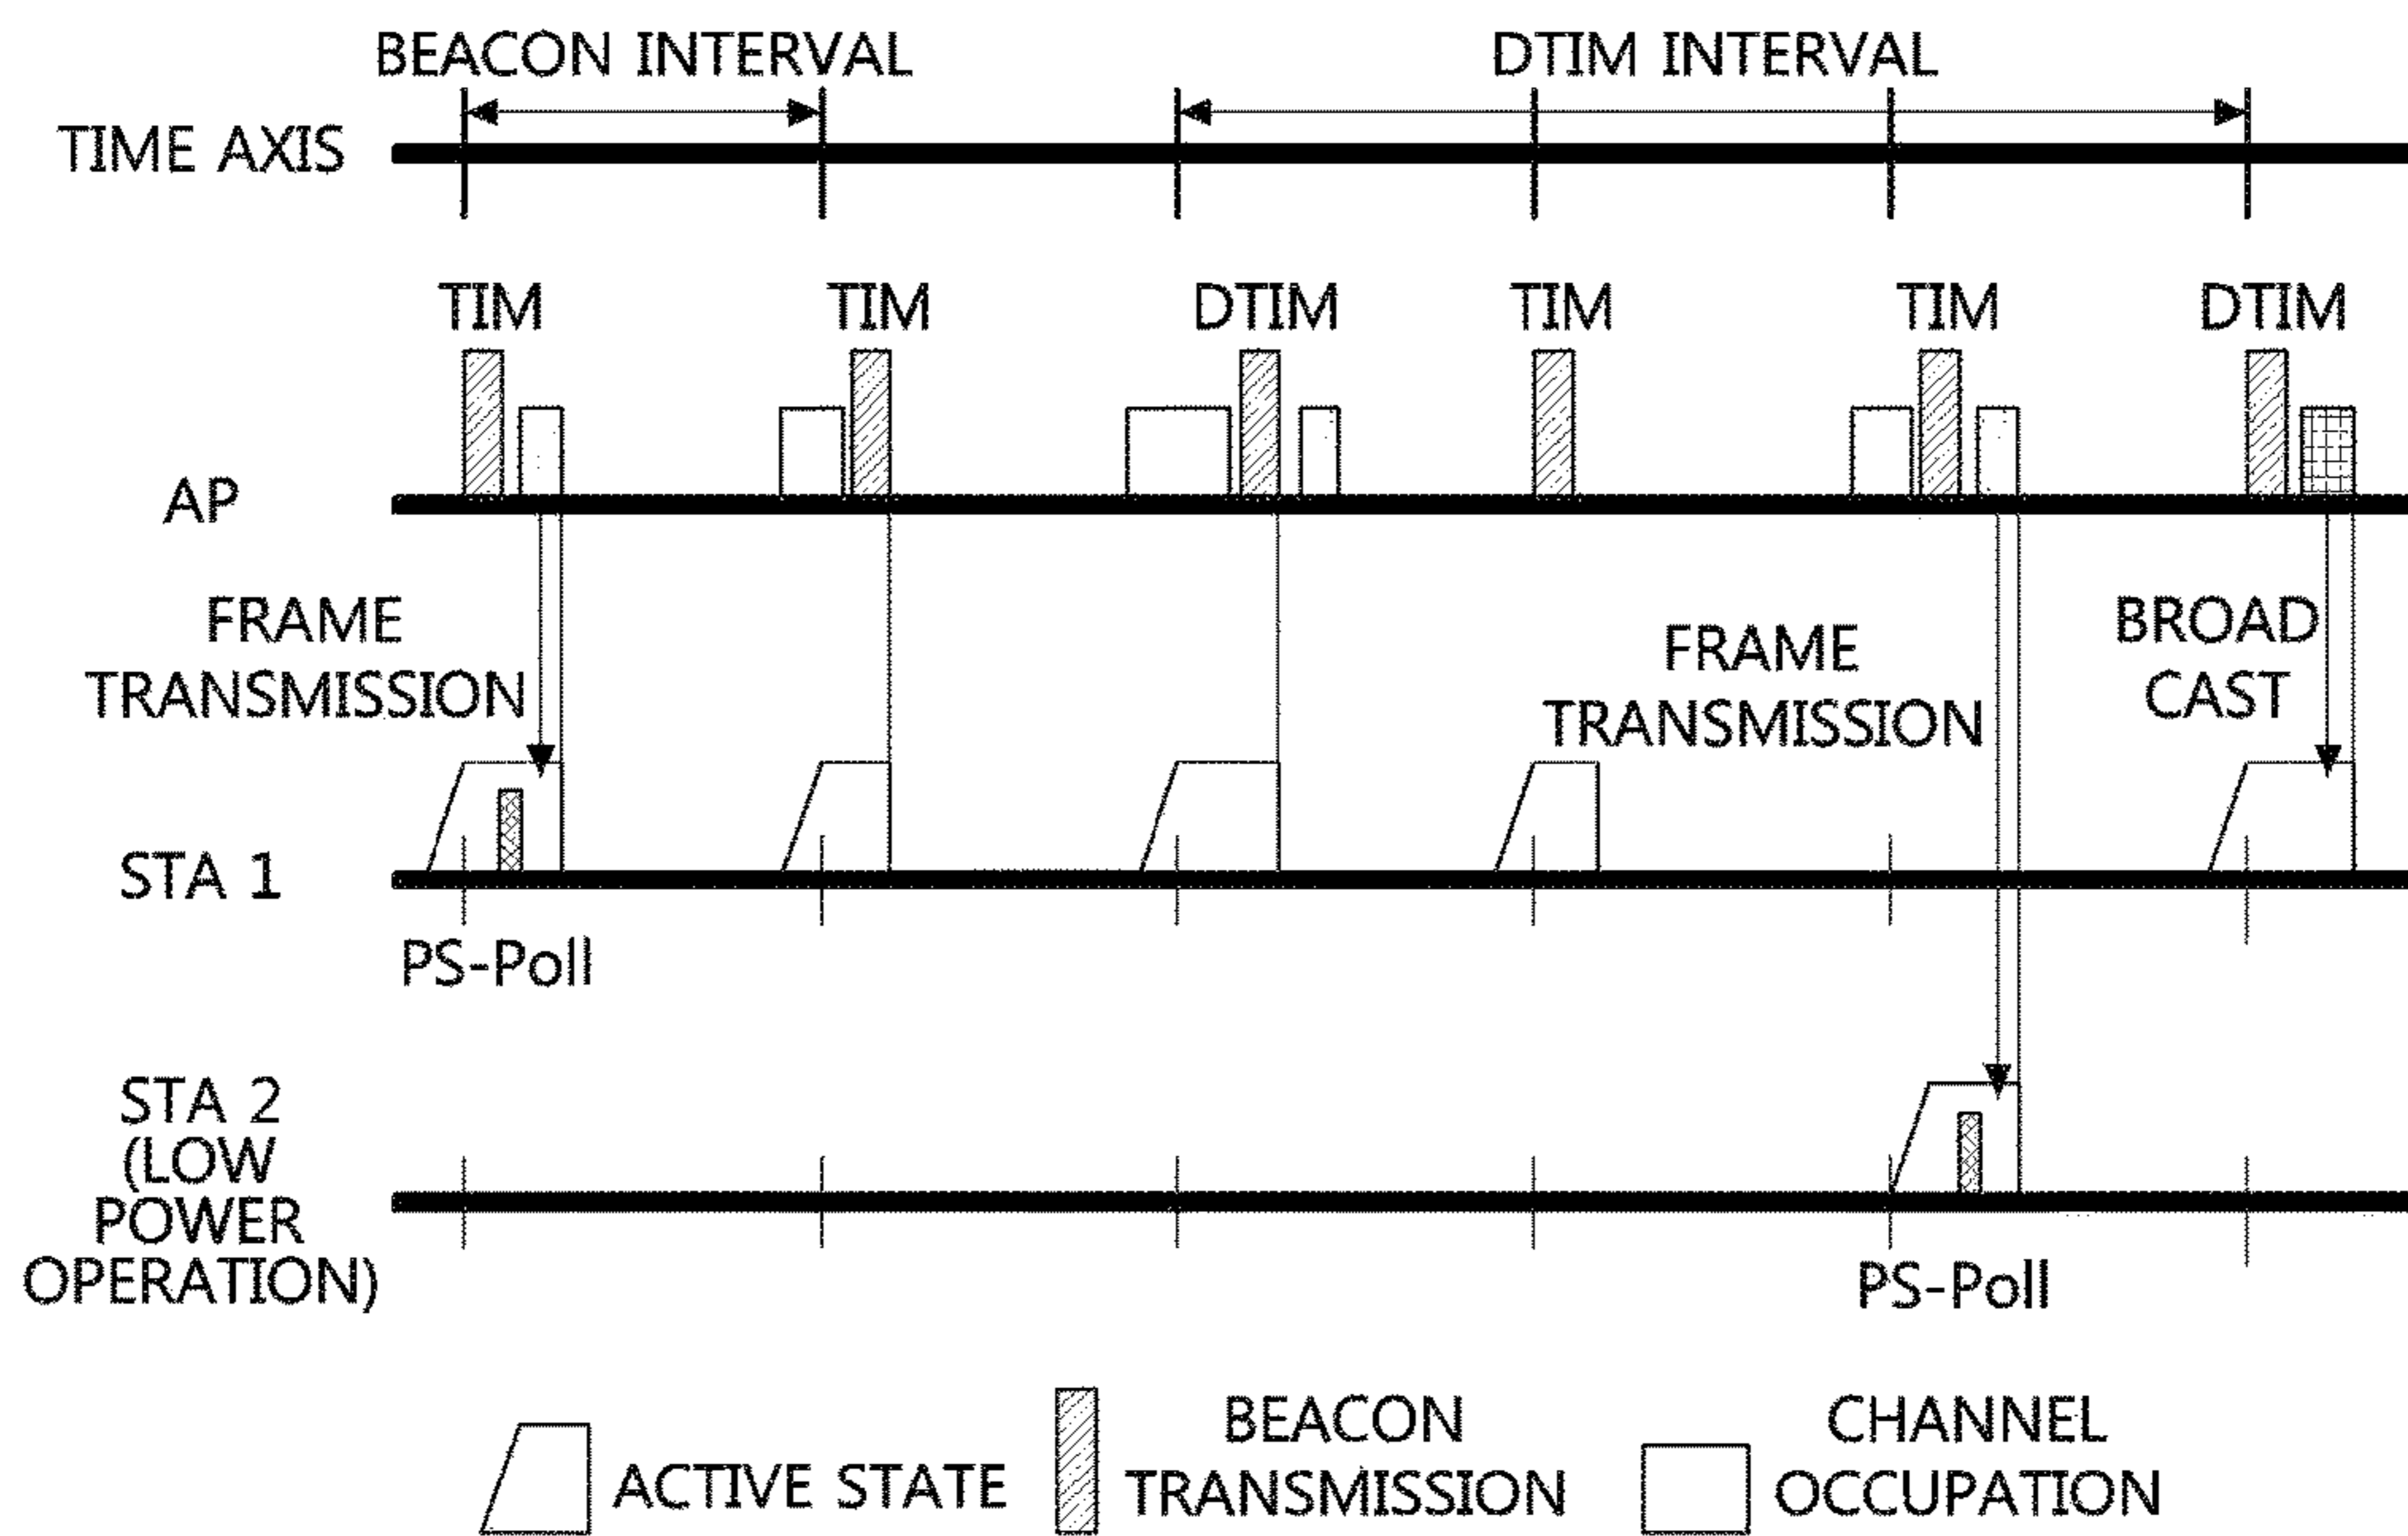 BEACON INTERVAL
DTIM INTERVAL
TIME AXIS
TIM
TIM
DTIM
TIM
TIM
DTIM
AP
FRAME
TRANSMISSION
FRAME
TRANSMISSION
BROAD
CAST
STA 1
PS-Poll
STA 2
(LOW
POWER
OPERATION)
PS-Poll
ACTIVE STATE
BEACON
TRANSMISSION
CHANNEL
OCCUPATION